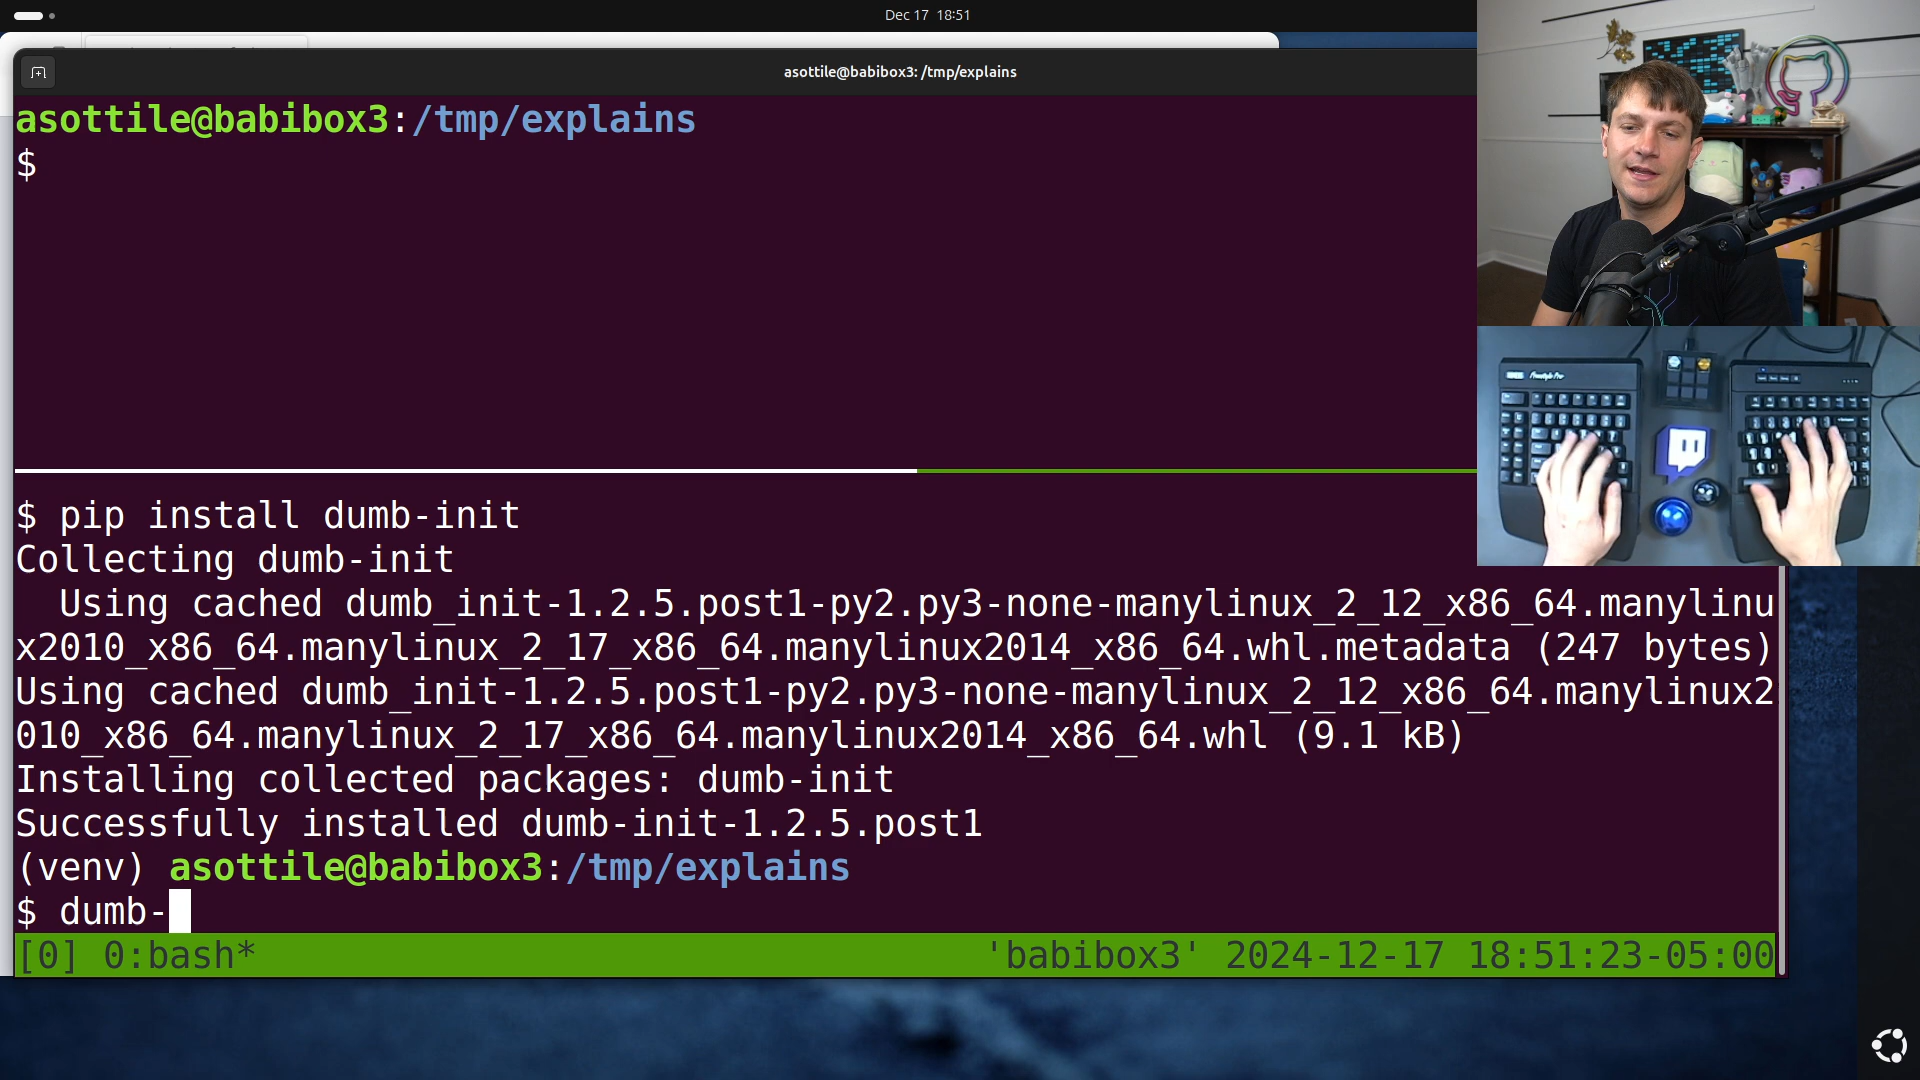 Dec 17 18:51
asottile@babibox3: /tmp/explains
asottile@babibox3:/tmp/explains
$
$ pip install dumb-init
Collecting dumb-init
  Using cached dumb_init-1.2.5.post1-py2.py3-none-manylinux_2_12_x86_64.manylinu
x2010_x86_64.manylinux_2_17_x86_64.manylinux2014_x86_64.whl.metadata (247 bytes)
Using cached dumb_init-1.2.5.post1-py2.py3-none-manylinux_2_12_x86_64.manylinux2
010_x86_64.manylinux_2_17_x86_64.manylinux2014_x86_64.whl (9.1 kB)
Installing collected packages: dumb-init
Successfully installed dumb-init-1.2.5.post1
(venv) asottile@babibox3:/tmp/explains
$ dumb-
[0] 0:bash* 'babibox3' 2024-12-17 18:51:23-05:00
Freestyle Pro